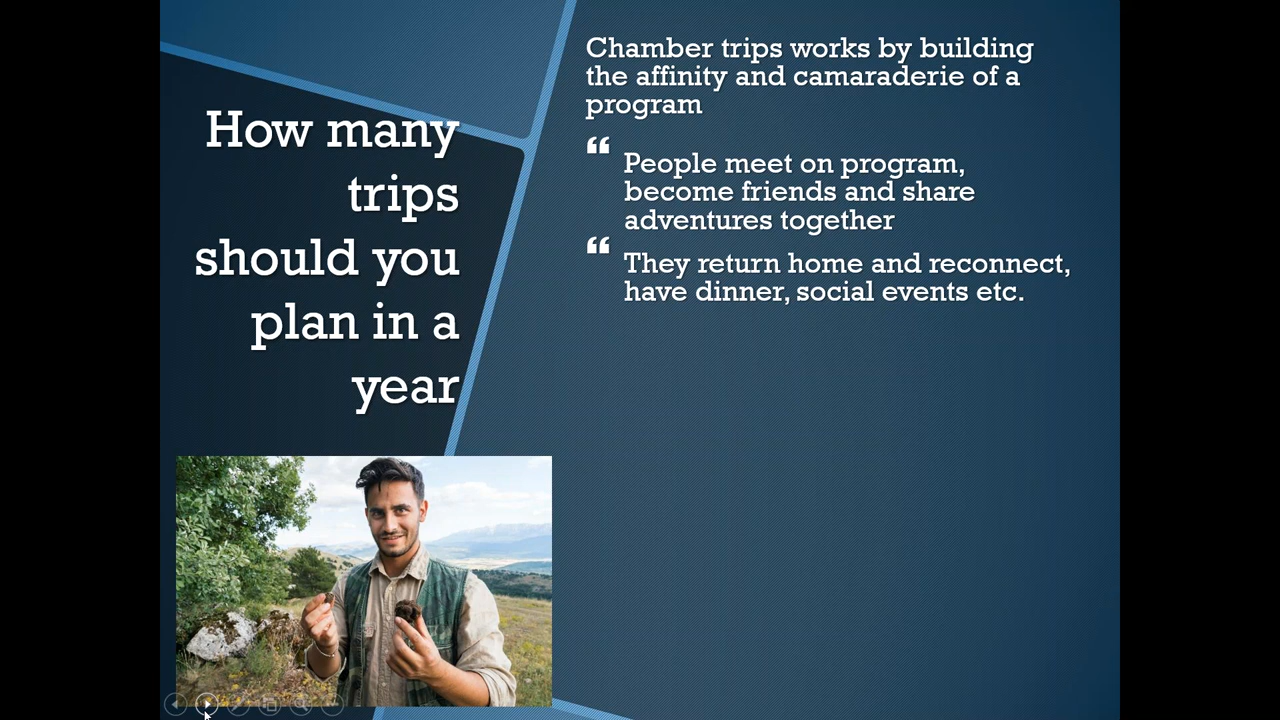 How many
trips
should you
plan in a
year
Chamber trips works by building
the affinity and camaraderie of a
program
“ People meet on program,
become friends and share
adventures together
“ They return home and reconnect,
have dinner, social events etc.